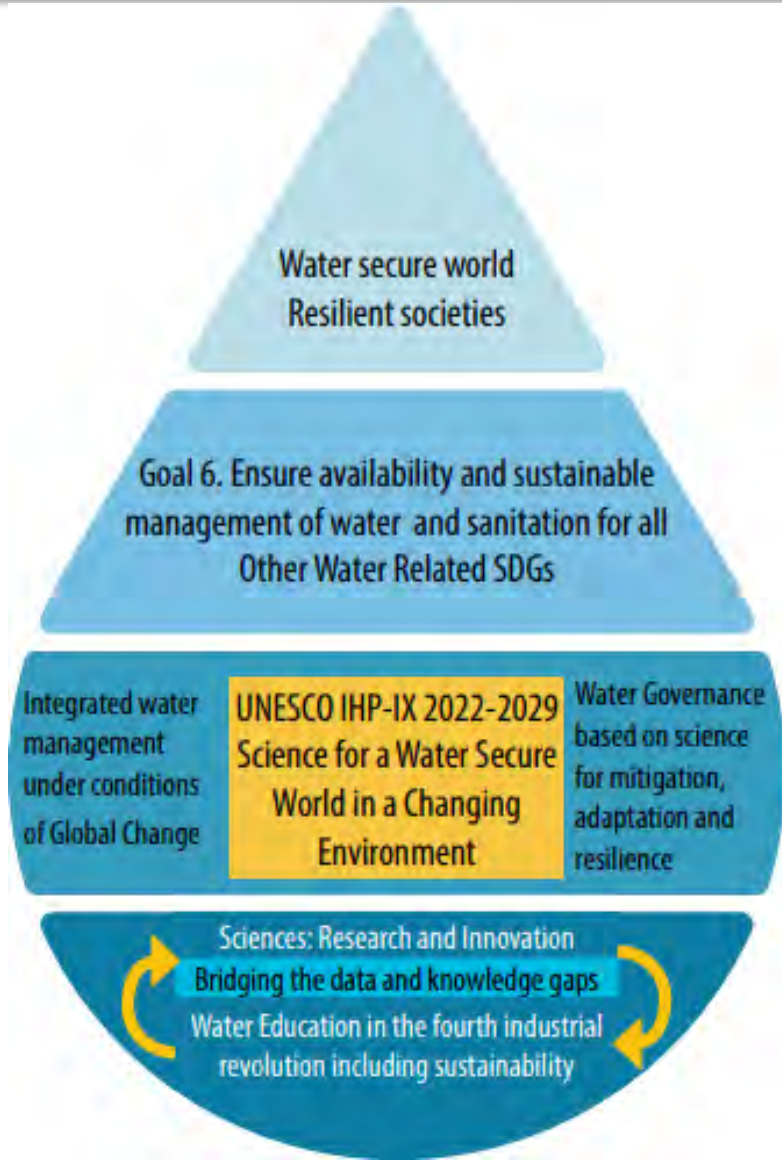 Water secure world
Resilient societies
Goal 6. Ensure availability and sustainable
management of water and sanitation for all
Other Water Related SDGs
Integrated water
management
under conditions
of Global Change
UNESCO IHP-IX 2022-2029
Science for a Water Secure
World in a Changing
Environment
Water Governance
based on science
for mitigation,
adaptation and
resilience
Sciences: Research and Innovation
Bridging the data and knowledge gaps
Water Education in the fourth industrial
revolution including sustainability